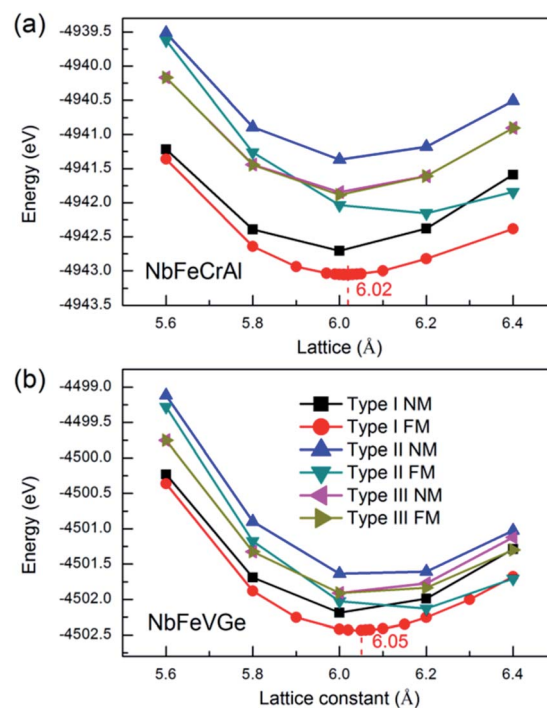 (a)
-4939.5
-4940.0
-4940.5
-4941.0
-4941.5
-4942.0
-4942.5
-4943.0
-4943.5
Energy (eV)
NbFeCrAl
6.02
5.6 5.8 6.0 6.2 6.4
Lattice (Å)
(b)
-4499.0
-4499.5
-4500.0
-4500.5
-4501.0
-4501.5
-4502.0
-4502.5
Energy (eV)
Type I NM
Type I FM
Type II NM
Type II FM
Type III NM
Type III FM
NbFeVGe
6.05
5.6 5.8 6.0 6.2 6.4
Lattice constant (Å)